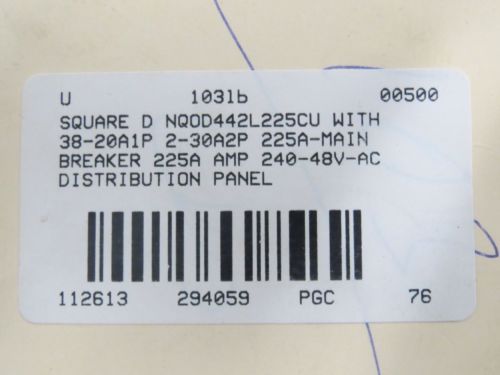 U 1031b 00500
SQUARE D NQOD442L225CU WITH
38-20A1P 2-30A2P 225A-MAIN
BREAKER 225A AMP 240-48V-AC
DISTRIBUTION PANEL
112613 294059 PGC 76